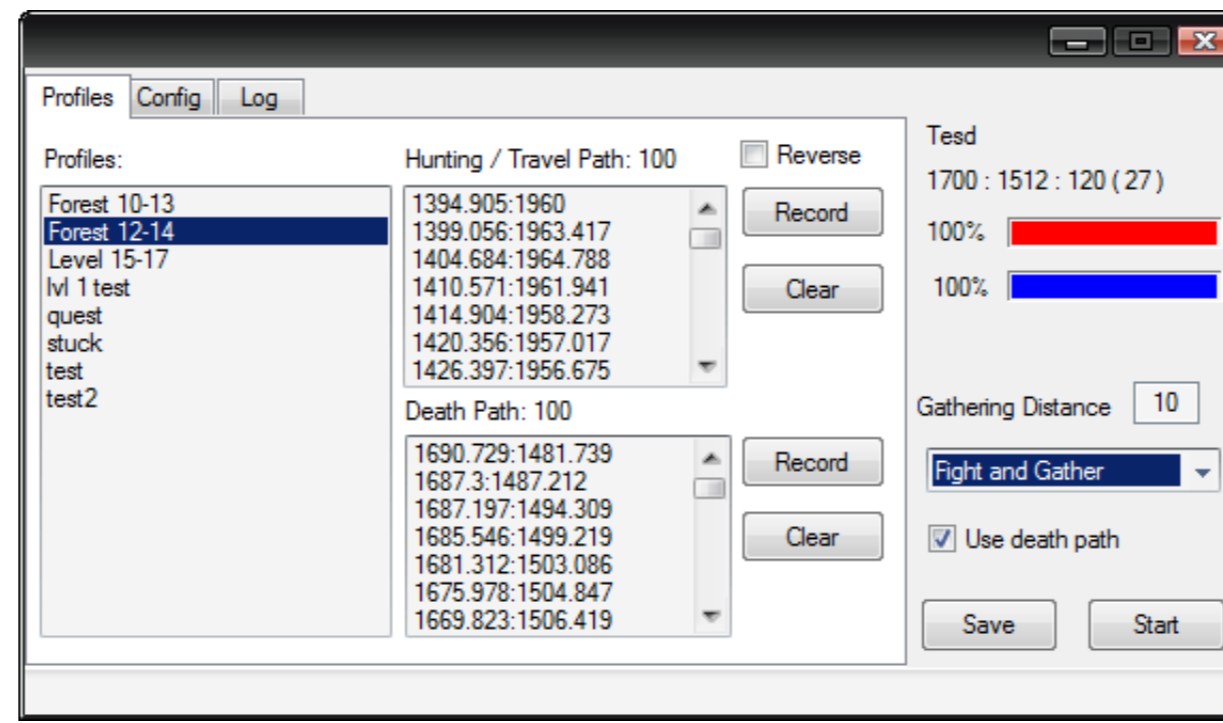 Profiles Config Log
Profiles:
Forest 10-13
Forest 12-14
Level 15-17
lvl 1 test
quest
stuck
test
test2
Hunting / Travel Path: 100
1394.905:1960
1399.056:1963.417
1404.684:1964.788
1410.571:1961.941
1414.904:1958.273
1420.356:1957.017
1426.397:1956.675
Reverse
Record
Clear
Death Path: 100
1690.729:1481.739
1687.3:1487.212
1687.197:1494.309
1685.546:1499.219
1681.312:1503.086
1675.978:1504.847
1669.823:1506.419
Record
Clear
Tesd
1700 : 1512 : 120 ( 27 )
100%
100%
Gathering Distance 10
Fight and Gather
Use death path
Save Start